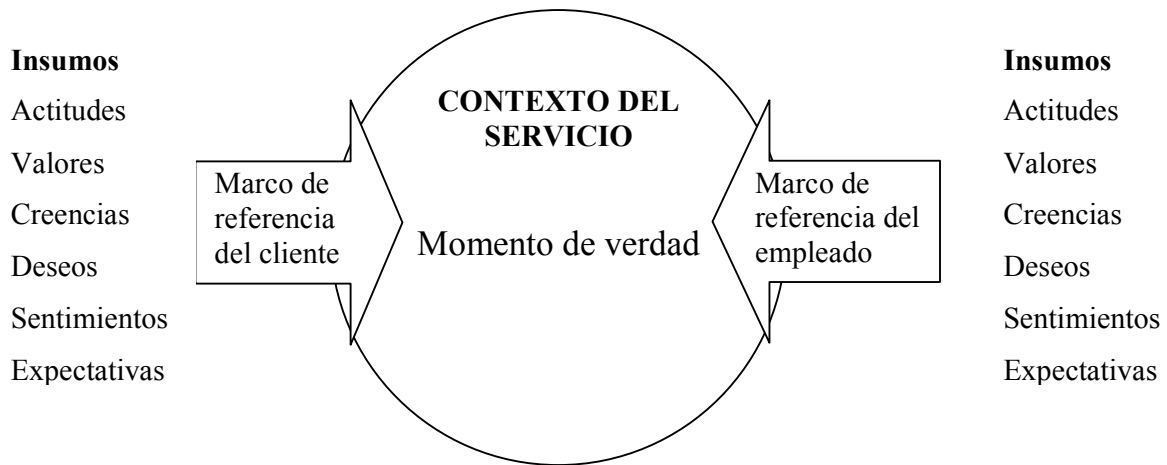 Insumos
Actitudes
Valores
Creencias
Deseos
Sentimientos
Expectativas
CONTEXTO DEL
SERVICIO
Marco de
referencia
del cliente
Momento de verdad
Marco de
referencia del
empleado
Insumos
Actitudes
Valores
Creencias
Deseos
Sentimientos
Expectativas